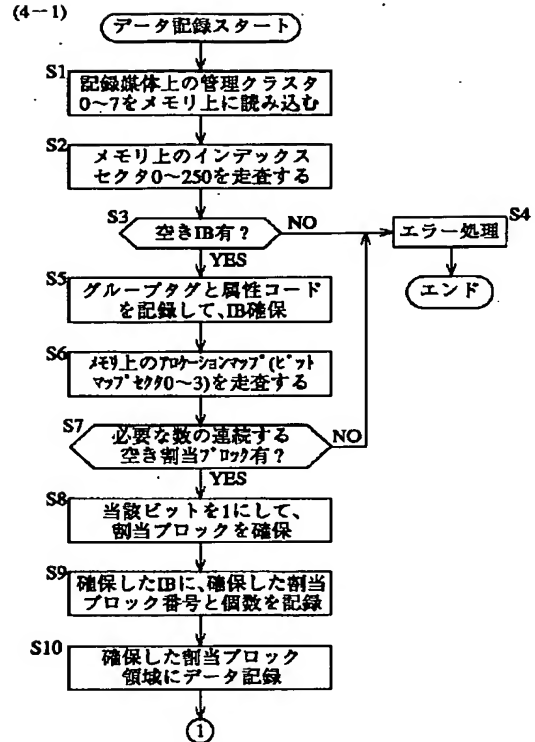 (4-1)
データ記録スタート
S1
記録媒体上の管理クラスタ
0~7をメモリ上に読み込む
S2
メモリ上のインデックス
セクタ0~250を走査する
S3
空きIB有?
NO
S4
エラー処理
エンド
YES
S5
グループタグと属性コード
を記録して、IB確保
S6
メモリ上のアロケーションマップ(ビット
マップセクタ0~3)を走査する
S7
必要な数の連続する
空き割当ブロック有?
NO
YES
S8
当該ビットを1にして、
割当ブロックを確保
S9
確保したIBに、確保した割当
ブロック番号と個数を記録
S10
確保した割当ブロック
領域にデータ記録
1